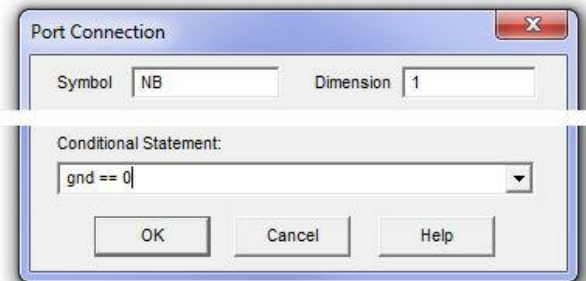 Port Connection
Symbol NB Dimension 1
Conditional Statement:
gnd == 0
OK Cancel Help